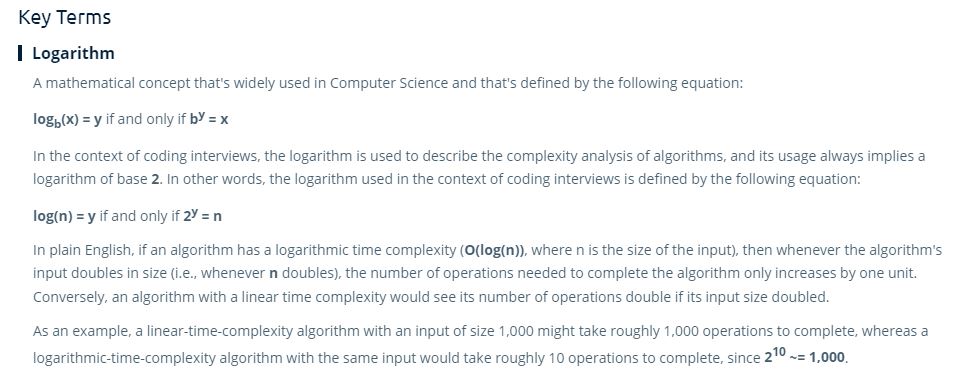 Key Terms
Logarithm
A mathematical concept that's widely used in Computer Science and that's defined by the following equation:
log_b(x) = y if and only if b^y = x
In the context of coding interviews, the logarithm is used to describe the complexity analysis of algorithms, and its usage always implies a
logarithm of base 2. In other words, the logarithm used in the context of coding interviews is defined by the following equation:
log(n) = y if and only if 2^y = n
In plain English, if an algorithm has a logarithmic time complexity (O(log(n)), where n is the size of the input), then whenever the algorithm's
input doubles in size (i.e., whenever n doubles), the number of operations needed to complete the algorithm only increases by one unit.
Conversely, an algorithm with a linear time complexity would see its number of operations double if its input size doubled.
As an example, a linear-time-complexity algorithm with an input of size 1,000 might take roughly 1,000 operations to complete, whereas a
logarithmic-time-complexity algorithm with the same input would take roughly 10 operations to complete, since 2^10 ~= 1,000.